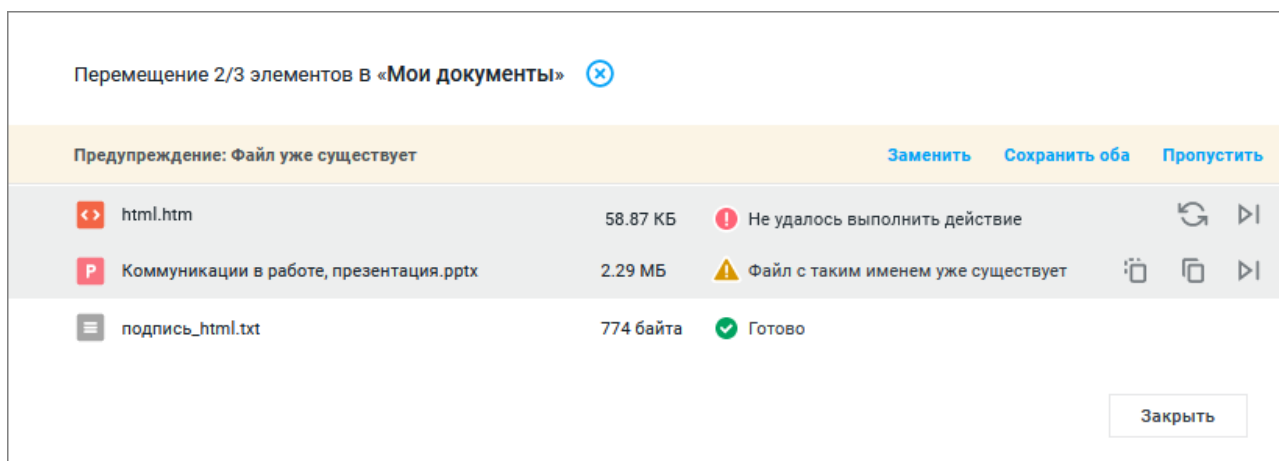 Перемещение 2/3 элементов в «Мои документы»
Предупреждение: Файл уже существует Заменить Сохранить оба Пропустить
html.htm 58.87 КБ Не удалось выполнить действие
P Коммуникации в работе, презентация.pptx 2.29 МБ Файл с таким именем уже существует
подпись_html.txt 774 байта Готово
Закрыть